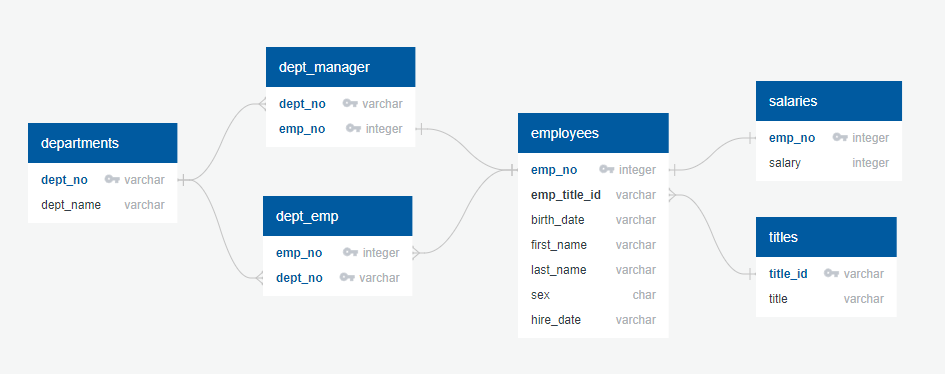 departments
dept_no varchar
dept_name varchar
dept_manager
dept_no varchar
emp_no integer
dept_emp
emp_no integer
dept_no varchar
employees
emp_no integer
emp_title_id varchar
birth_date varchar
first_name varchar
last_name varchar
sex char
hire_date varchar
salaries
emp_no integer
salary integer
titles
title_id varchar
title varchar